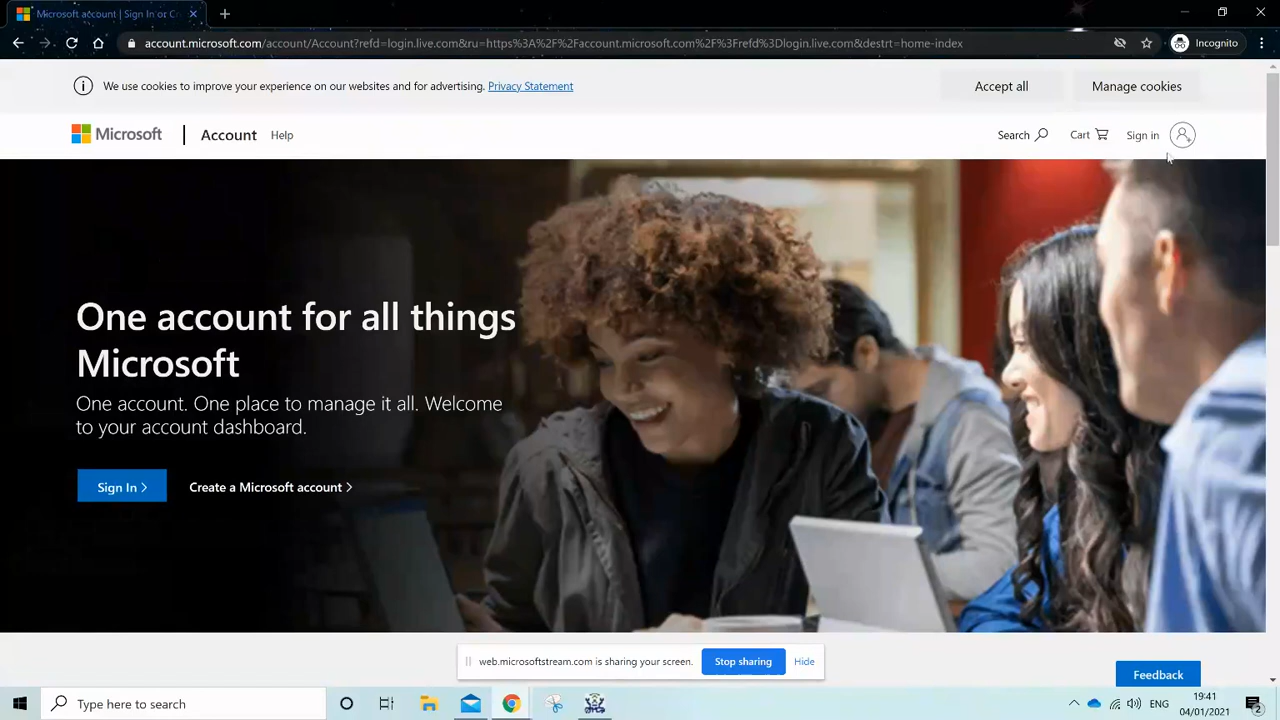 Microsoft account | Sign In or Cr
account.microsoft.com/account/Account?refd=login.live.com&ru=https%3A%2F%2Faccount.microsoft.com%2F%3Frefd%3Dlogin.live.com&destrt=home-index
Incognito
We use cookies to improve your experience on our websites and for advertising. Privacy Statement
Accept all
Manage cookies
Microsoft
Account
Help
Search
Cart
Sign in
One account for all things
Microsoft
One account. One place to manage it all. Welcome
to your account dashboard.
Sign In >
Create a Microsoft account >
web.microsoftstream.com is sharing your screen.
Stop sharing
Hide
Feedback
Type here to search
ENG
19:41
04/01/2021
2